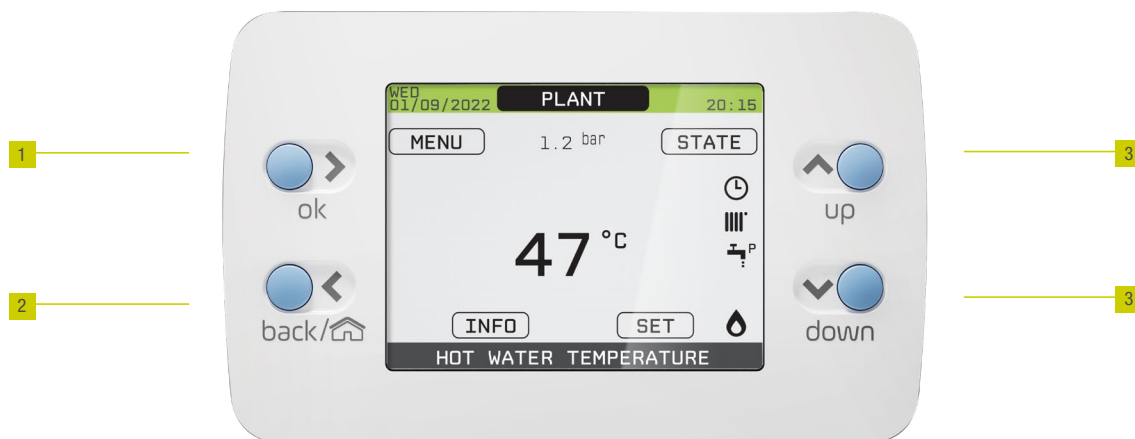 WED
01/09/2022 PLANT 20:15
MENU 1.2 bar STATE
1 3
ok up
47 °C
P
2 3
back/ down
INFO SET
HOT WATER TEMPERATURE